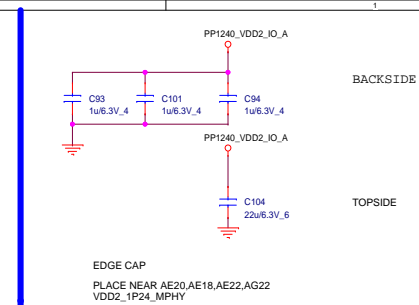 1
PP1240_VDD2_IO_A
BACKSIDE
C93
1u/6.3V_4
C101
1u/6.3V_4
C94
1u/6.3V_4
PP1240_VDD2_IO_A
C104
22u/6.3V_6
TOPSIDE
EDGE CAP
PLACE NEAR AE20,AE18,AE22,AG22
VDD2_1P24_MPHY